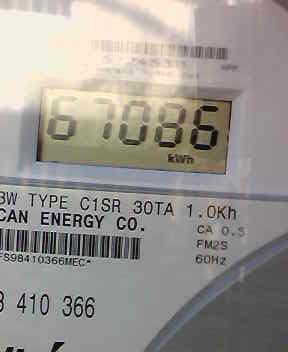 67086
kWh
3W TYPE C1SR 30TA 1.0Kh
CAN ENERGY CO.
CA 0.5
FM2S
60Hz
FS98410366MEC*
410 366